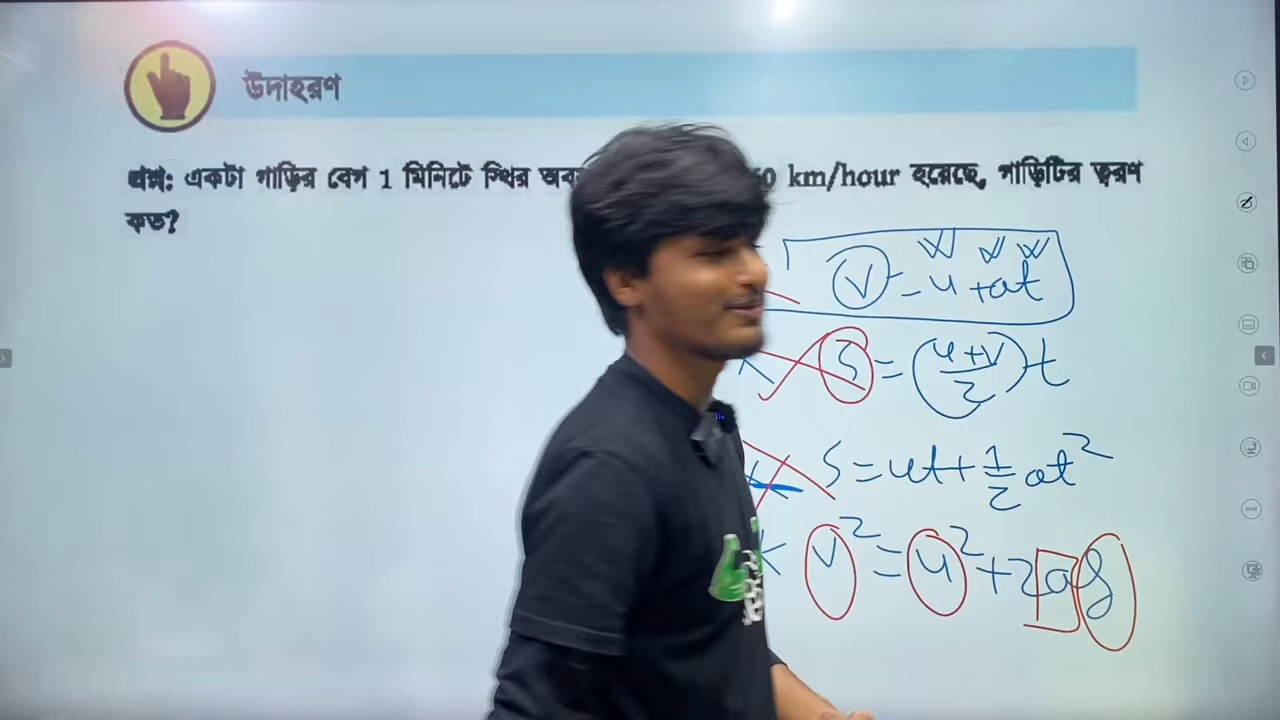 উদাহরণ
প্রশ্ন: একটা গাড়ির বেগ 1 মিনিটে স্থির km/hour হয়েছে, গাড়িটির ত্বরণ
কত?
v = u + at
S = (u+v/2) t
S = ut + 1/2 at²
v² = u² + 2as